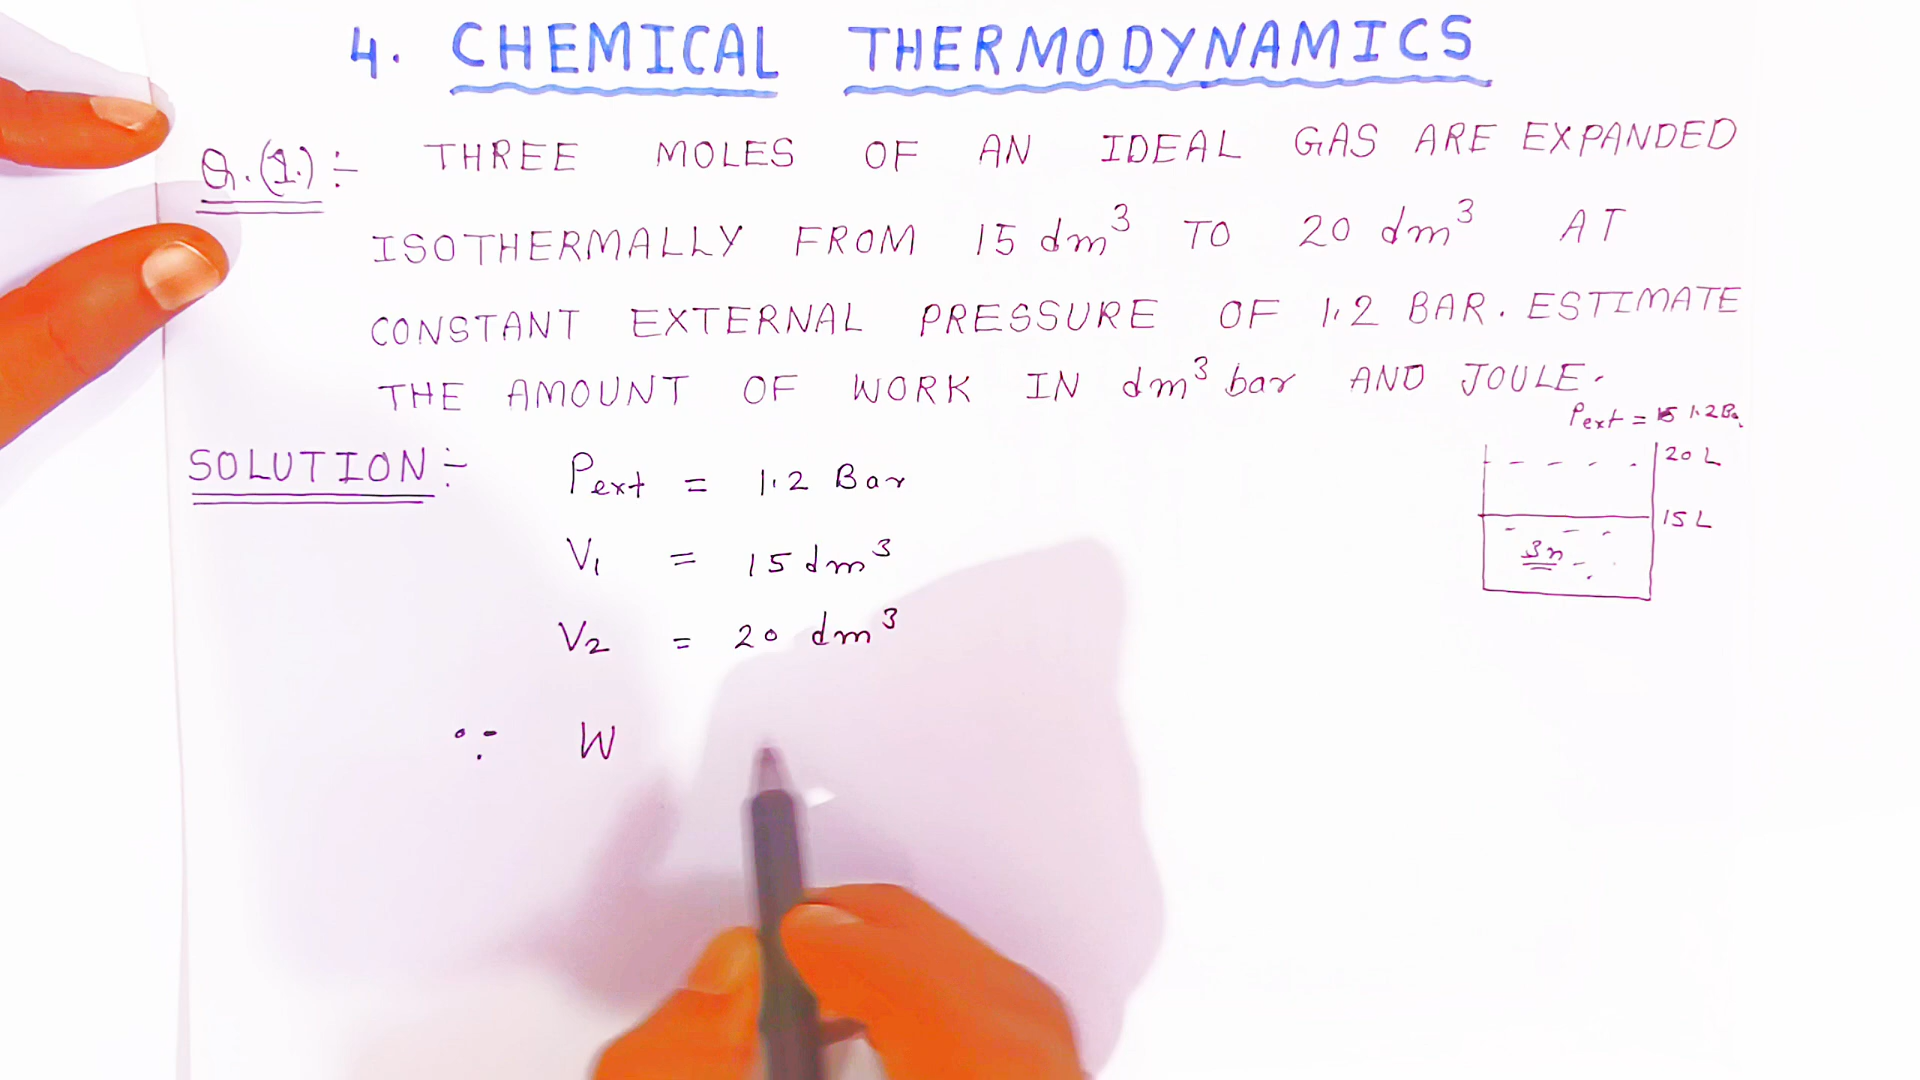 4. CHEMICAL THERMODYNAMICS
Q.(1.) :- THREE MOLES OF AN IDEAL GAS ARE EXPANDED
ISOTHERMALLY FROM 15 dm³ TO 20 dm³ AT
CONSTANT EXTERNAL PRESSURE OF 1.2 BAR. ESTIMATE
THE AMOUNT OF WORK IN dm³ bar AND JOULE.
Pext = 1.2 Ba
20 L
15 L
3n
SOLUTION :- Pext = 1.2 Bar
V1 = 15 dm³
V2 = 20 dm³
∵ W